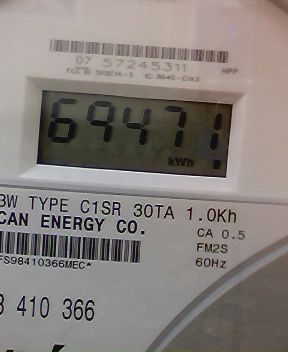 07 57245311
NPP
69471
kWh
3W TYPE C1SR 30TA 1.0Kh
CAN ENERGY CO.
CA 0.5
FM2S
FS98410366MEC*
60Hz
410 366